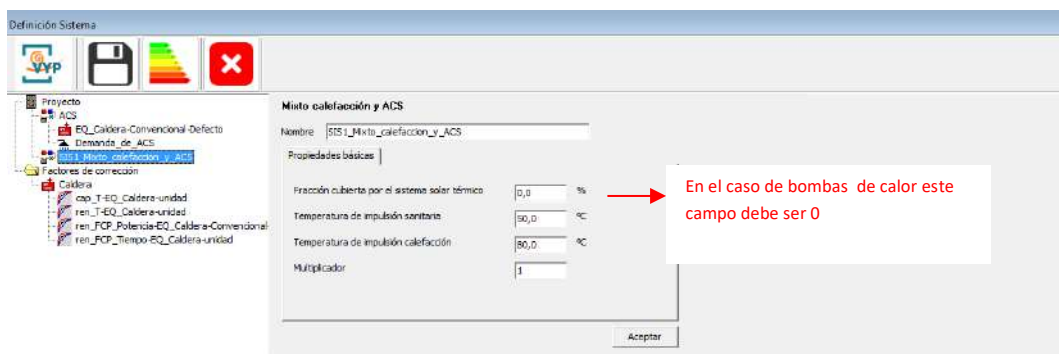 Definición Sistema
VYP
Proyecto
ACS
EQ_Caldera-Convencional-Defecto
Demanda_de_ACS
SIS1_Mixto_calefaccion_y_ACS
Factores de corrección
Caldera
cap_T-EQ_Caldera-unidad
ren_T-EQ_Caldera-unidad
ren_FCP_Potencia-EQ_Caldera-Convencional-
ren_FCP_Tiempo-EQ_Caldera-unidad
Mixto calefacción y ACS
Nombre SIS1_Mixto_calefaccion_y_ACS
Propiedades básicas
Fracción cubierta por el sistema solar térmico 0,0 %
Temperatura de impulsión sanitaria 50,0 ºC
Temperatura de impulsión calefacción 80,0 ºC
Multiplicador 1
Aceptar
En el caso de bombas de calor este
campo debe ser 0